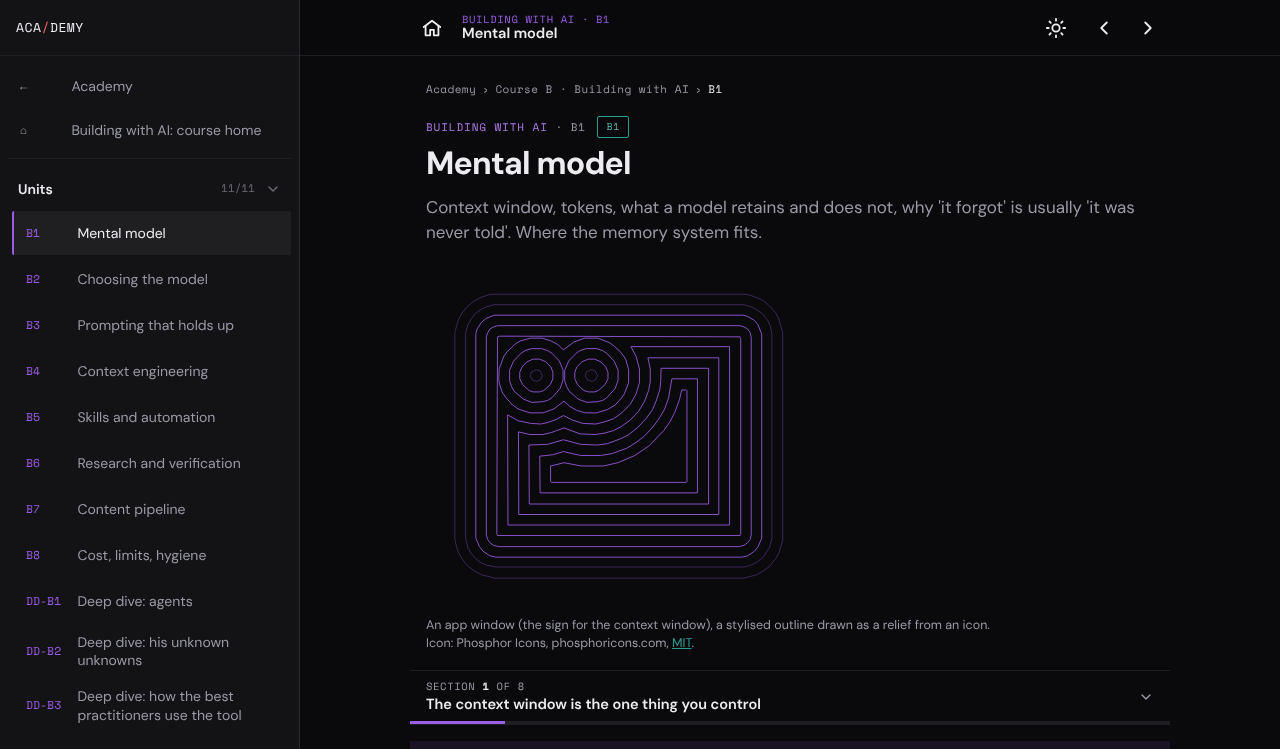 ACA/DEMY
← Academy
⌂ Building with AI: course home
Units 11/11
B1 Mental model
B2 Choosing the model
B3 Prompting that holds up
B4 Context engineering
B5 Skills and automation
B6 Research and verification
B7 Content pipeline
B8 Cost, limits, hygiene
DD-B1 Deep dive: agents
DD-B2 Deep dive: his unknown
unknowns
DD-B3 Deep dive: how the best
practitioners use the tool
BUILDING WITH AI · B1
Mental model
Academy › Course B · Building with AI › B1
BUILDING WITH AI · B1 B1
Mental model
Context window, tokens, what a model retains and does not, why 'it forgot' is usually 'it was
never told'. Where the memory system fits.
An app window (the sign for the context window), a stylised outline drawn as a relief from an icon.
Icon: Phosphor Icons, phosphoricons.com, MIT.
SECTION 1 OF 8
The context window is the one thing you control